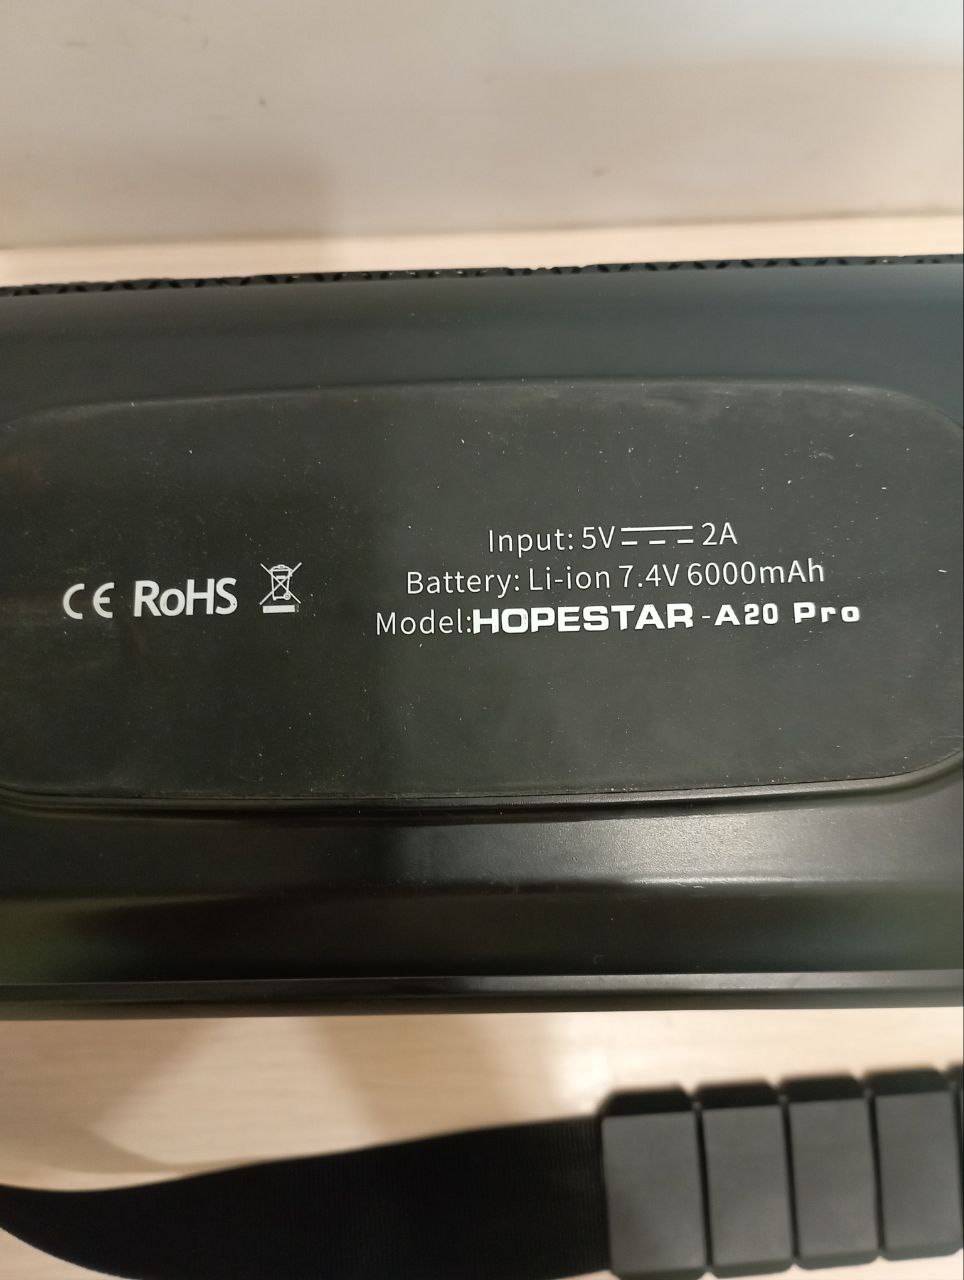 CE RoHS
Input: 5V⎓2A
Battery: Li-ion 7.4V 6000mAh
Model:HOPESTAR-A20 Pro